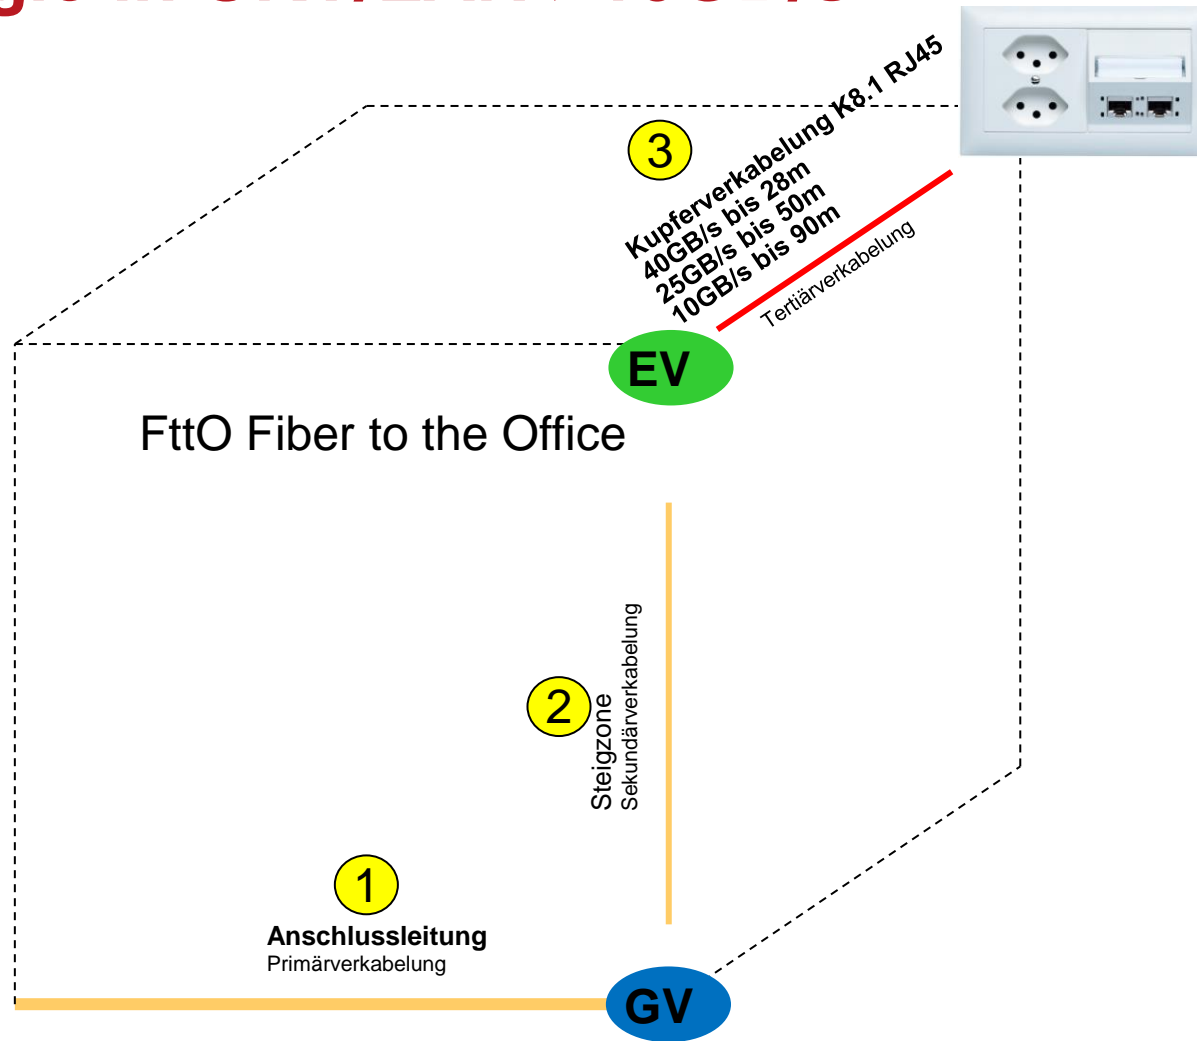 3
Kupferverkabelung K8.1 RJ45
40GB/s bis 28m
25GB/s bis 50m
10GB/s bis 90m
Tertiärverkabelung
EV
FttO Fiber to the Office
2
Steigzone
Sekundärverkabelung
1
Anschlussleitung
Primärverkabelung
GV